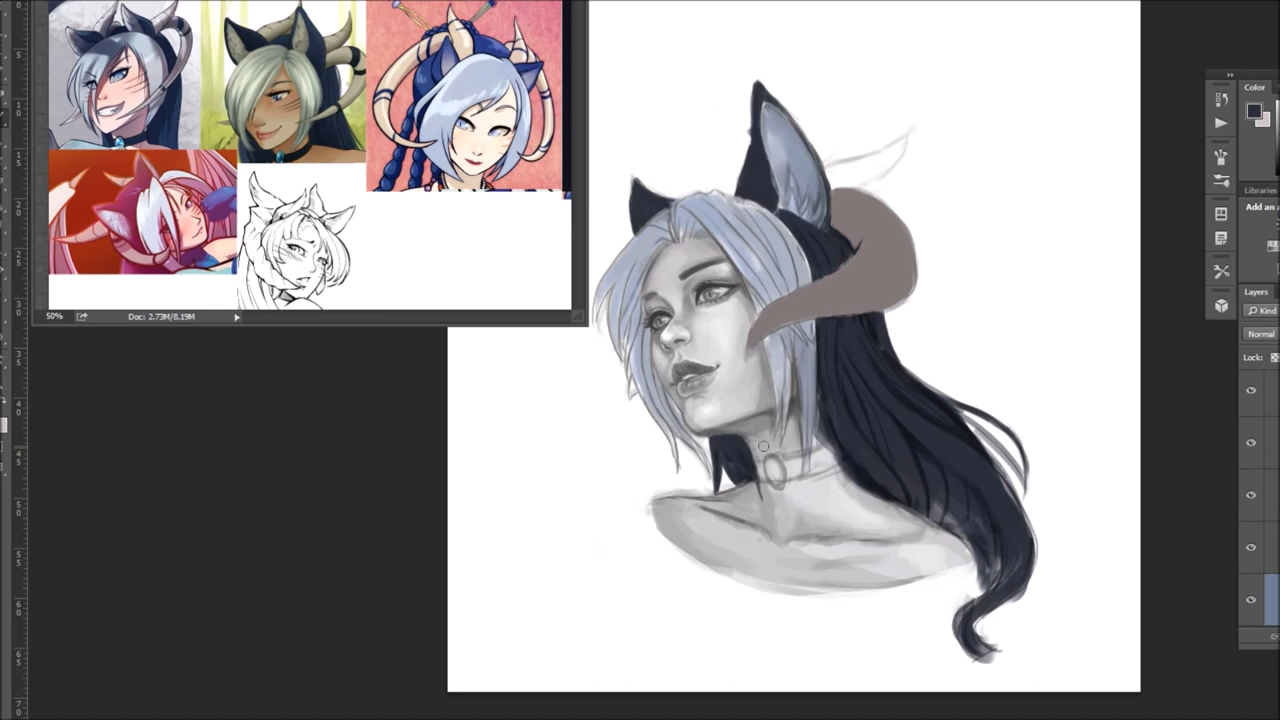 50%
Doc: 2.73M/8.19M
Color
Libraries
Add an a
Layers
Kind
Normal
Lock: